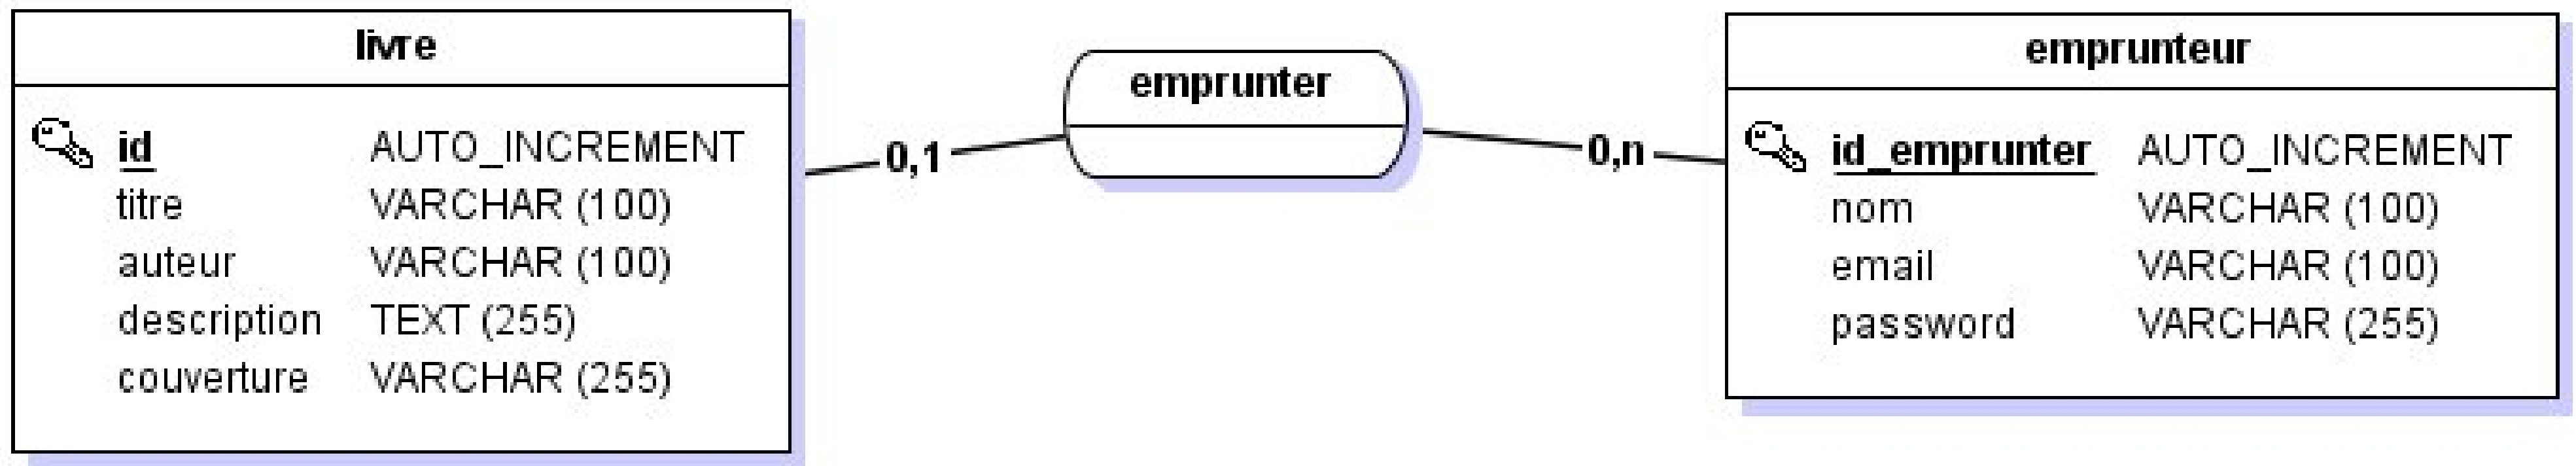 livre
id AUTO_INCREMENT
titre VARCHAR (100)
auteur VARCHAR (100)
description TEXT (255)
couverture VARCHAR (255)
0,1
emprunter
0,n
emprunteur
id_emprunter AUTO_INCREMENT
nom VARCHAR (100)
email VARCHAR (100)
password VARCHAR (255)